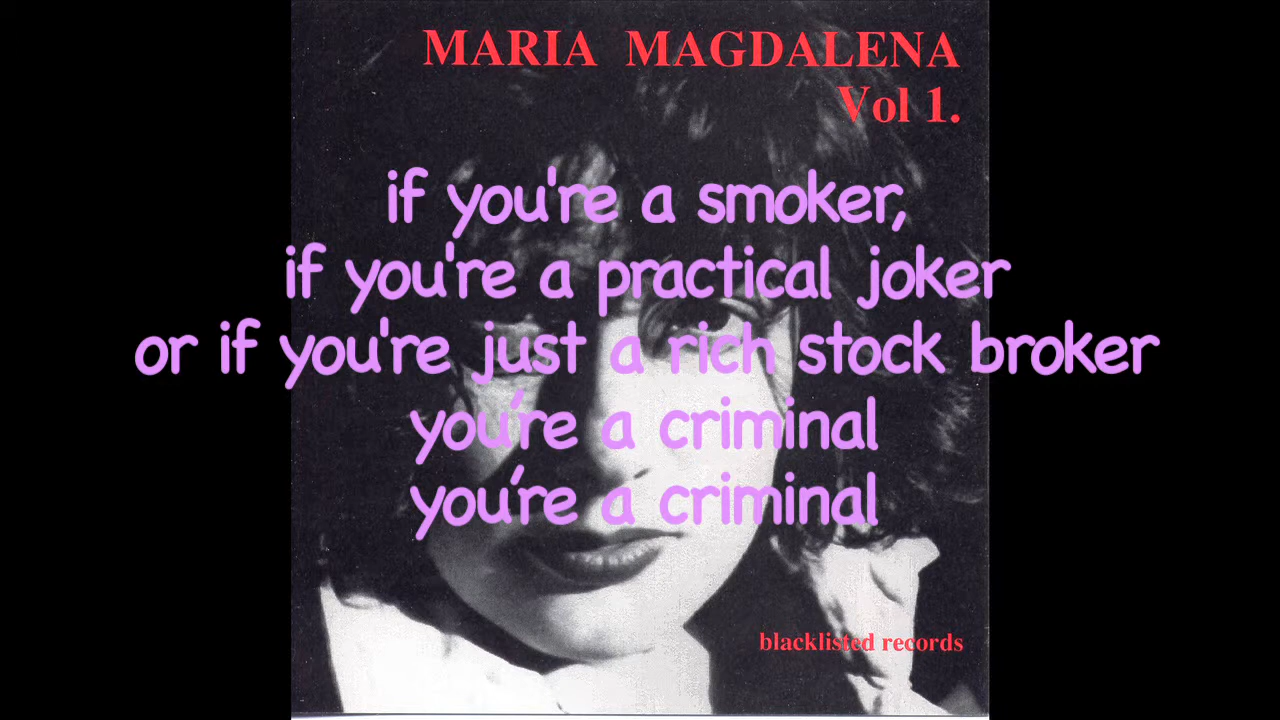 MARIA MAGDALENA
Vol 1.
if you're a smoker,
if you're a practical joker
or if you're just a rich stock broker
you're a criminal
you're a criminal
blacklisted records